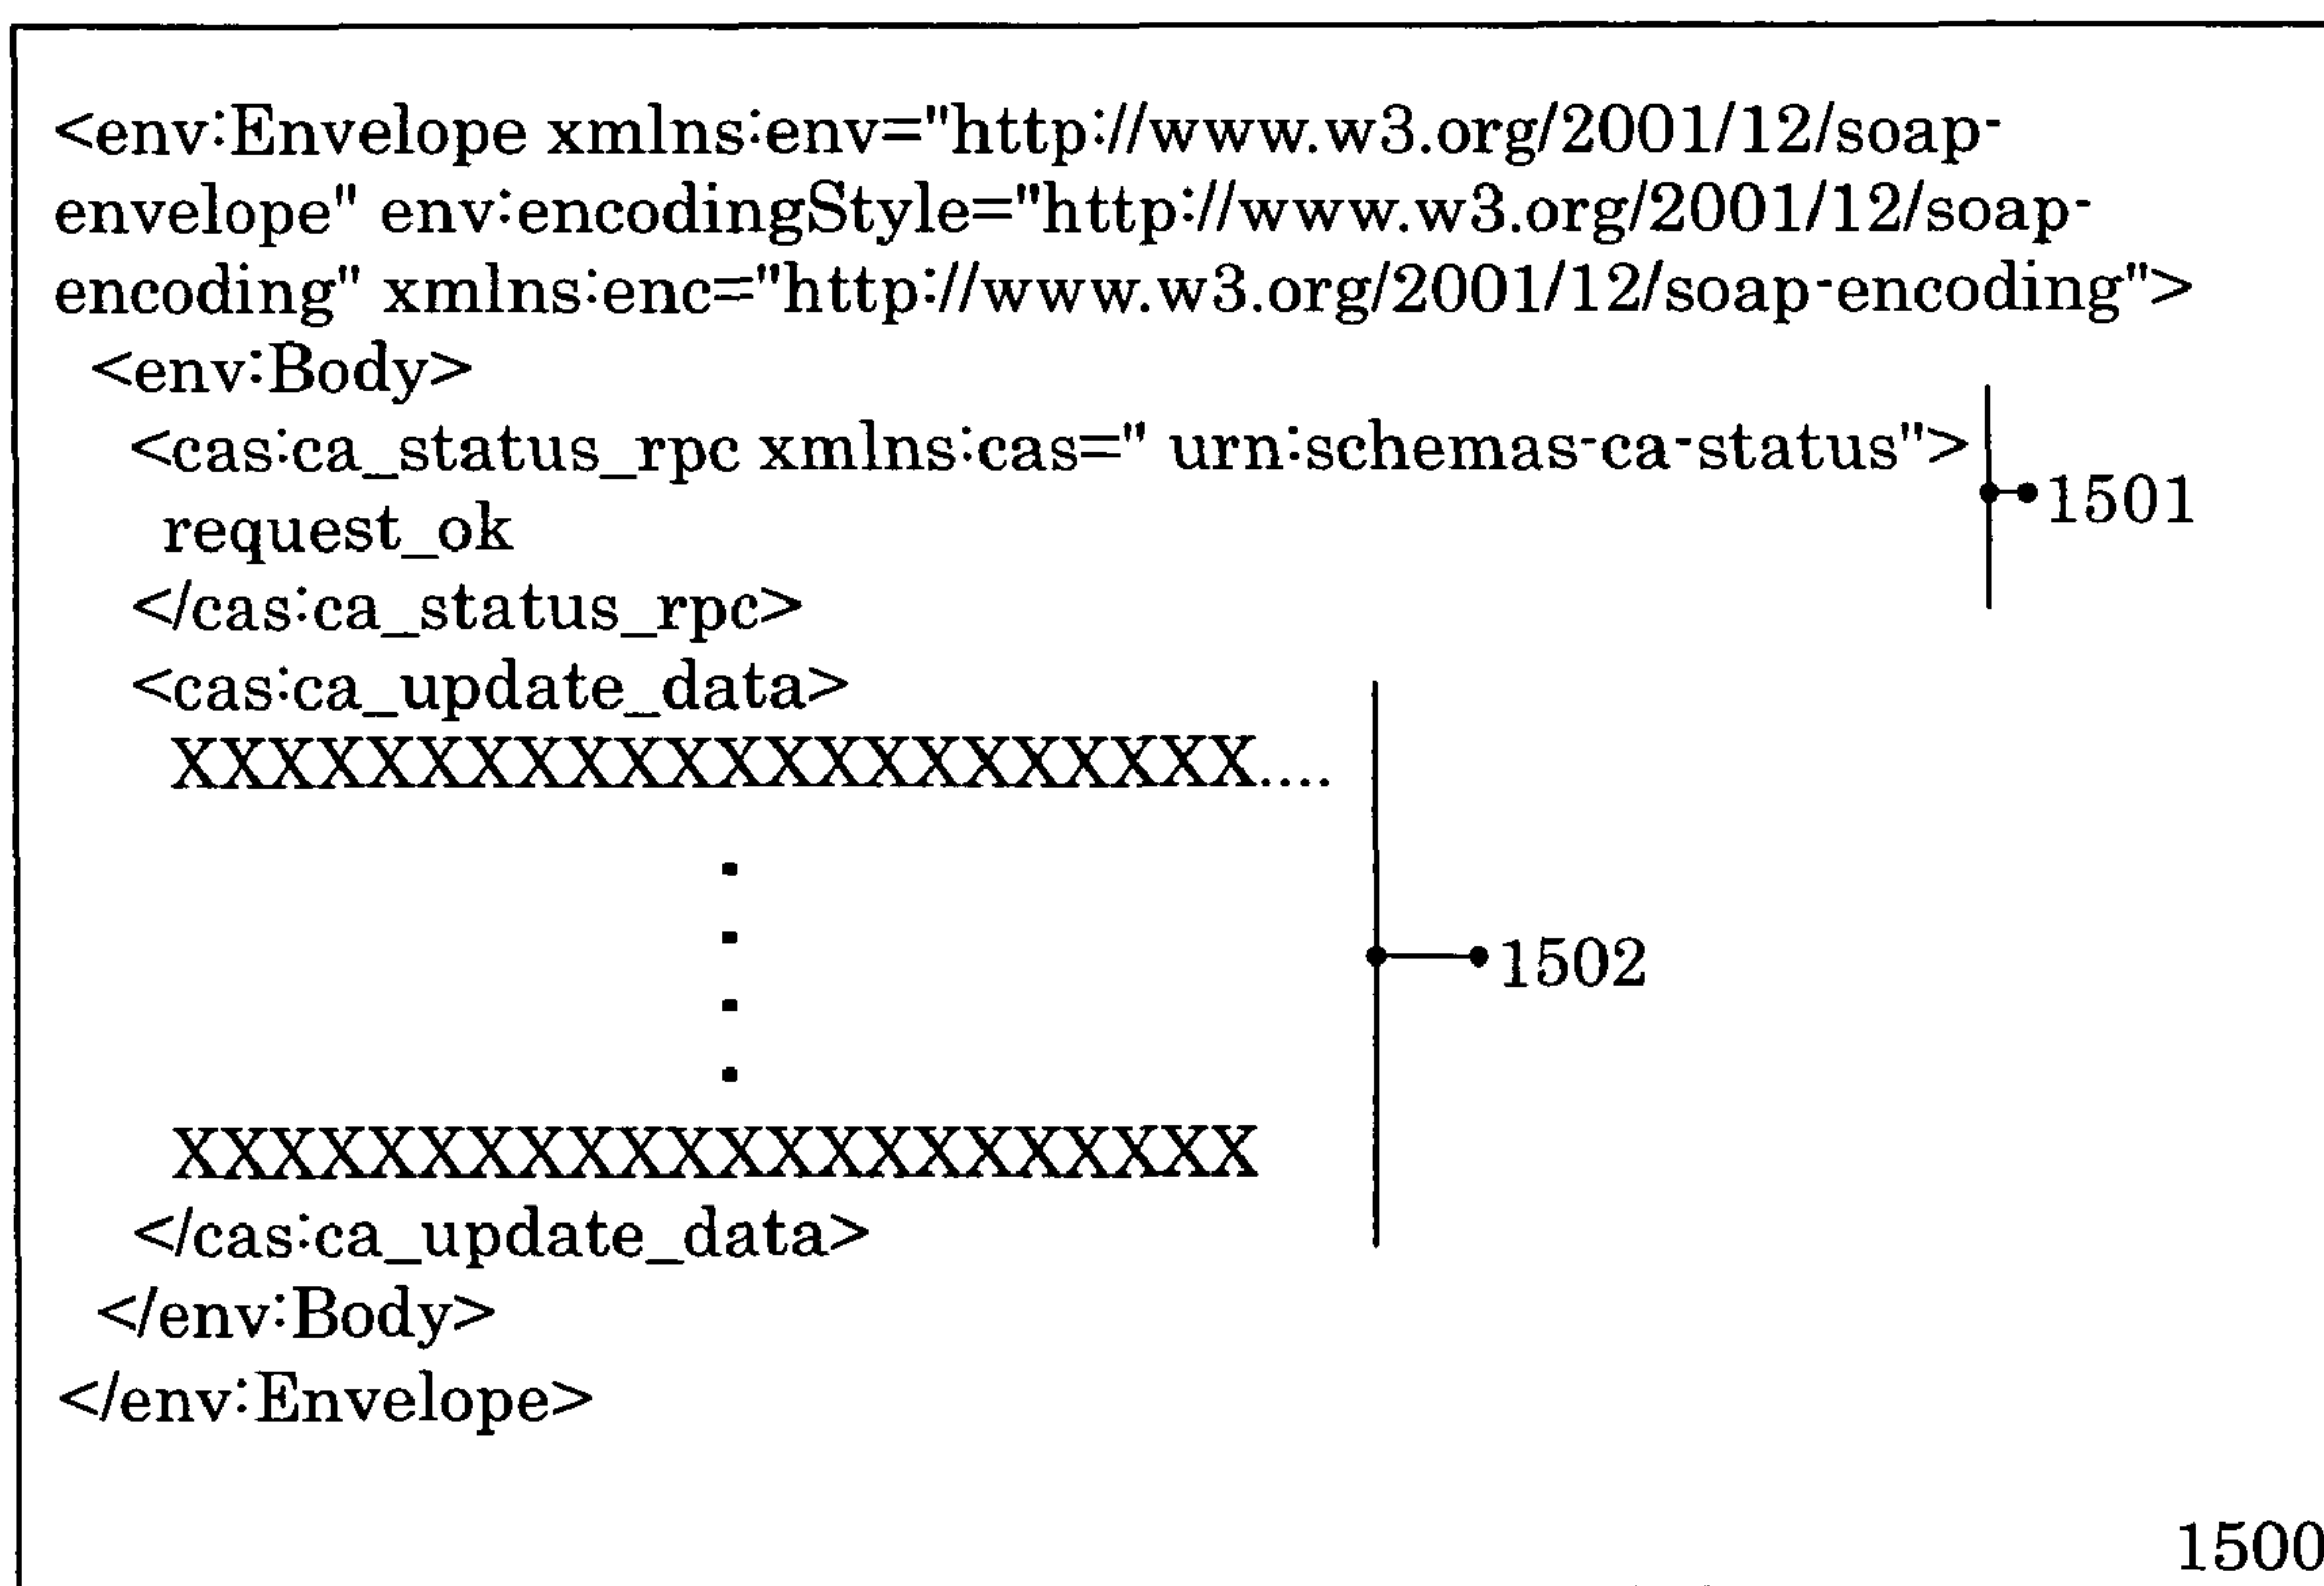 <env:Envelope xmlns:env="http://www.w3.org/2001/12/soap-
envelope" env:encodingStyle="http://www.w3.org/2001/12/soap-
encoding" xmlns:enc="http://www.w3.org/2001/12/soap-encoding">
<env:Body>
<cas:ca_status_rpc xmlns:cas=" urn:schemas-ca-status">
1501
request_ok
</cas:ca_status_rpc>
<cas:ca_update_data>
XXXXXXXXXXXXXXXXXXXXXX....
.
.
1502
.
.
XXXXXXXXXXXXXXXXXXXXXX
</cas:ca_update_data>
</env:Body>
</env:Envelope>
1500